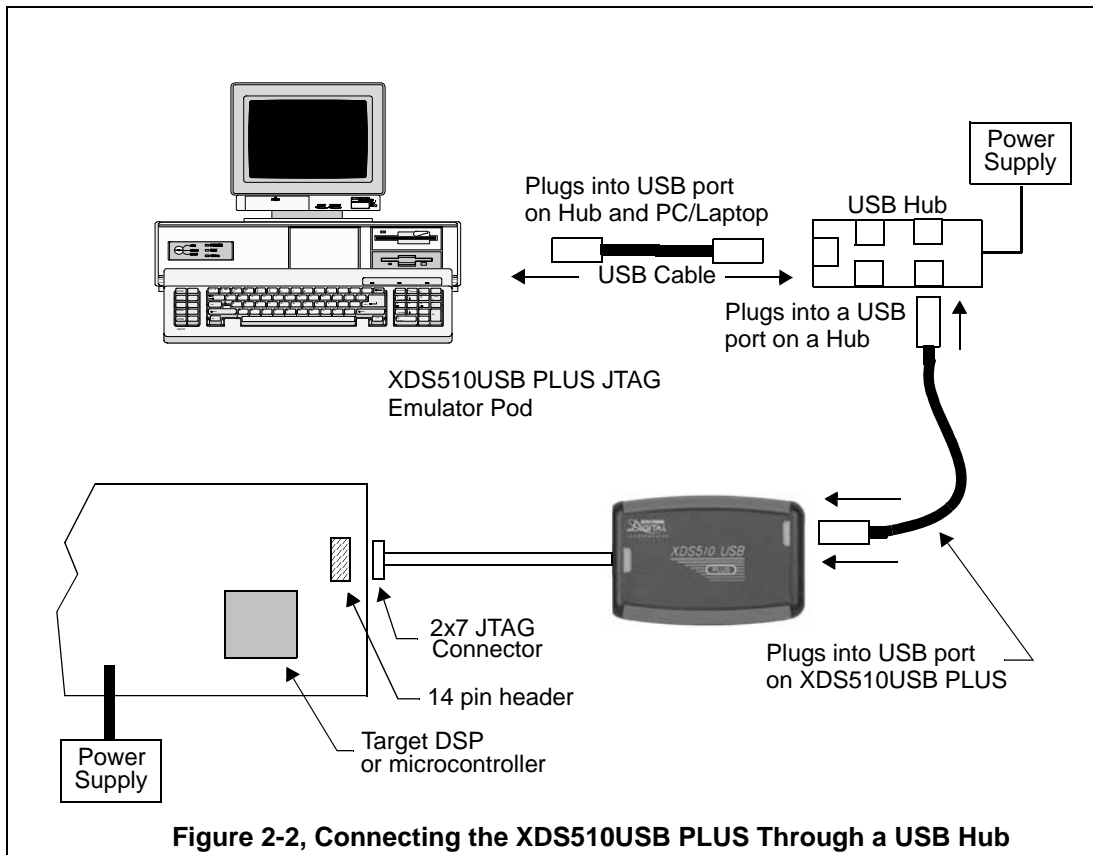 Power
Supply
Plugs into USB port
on Hub and PC/Laptop
USB Hub
USB Cable
Plugs into a USB
port on a Hub
XDS510USB PLUS JTAG
Emulator Pod
SPECTRUM
DIGITAL
INCORPORATED
XDS510 USB
PLUS
2x7 JTAG
Connector
Plugs into USB port
on XDS510USB PLUS
14 pin header
Target DSP
or microcontroller
Power
Supply
Figure 2-2, Connecting the XDS510USB PLUS Through a USB Hub